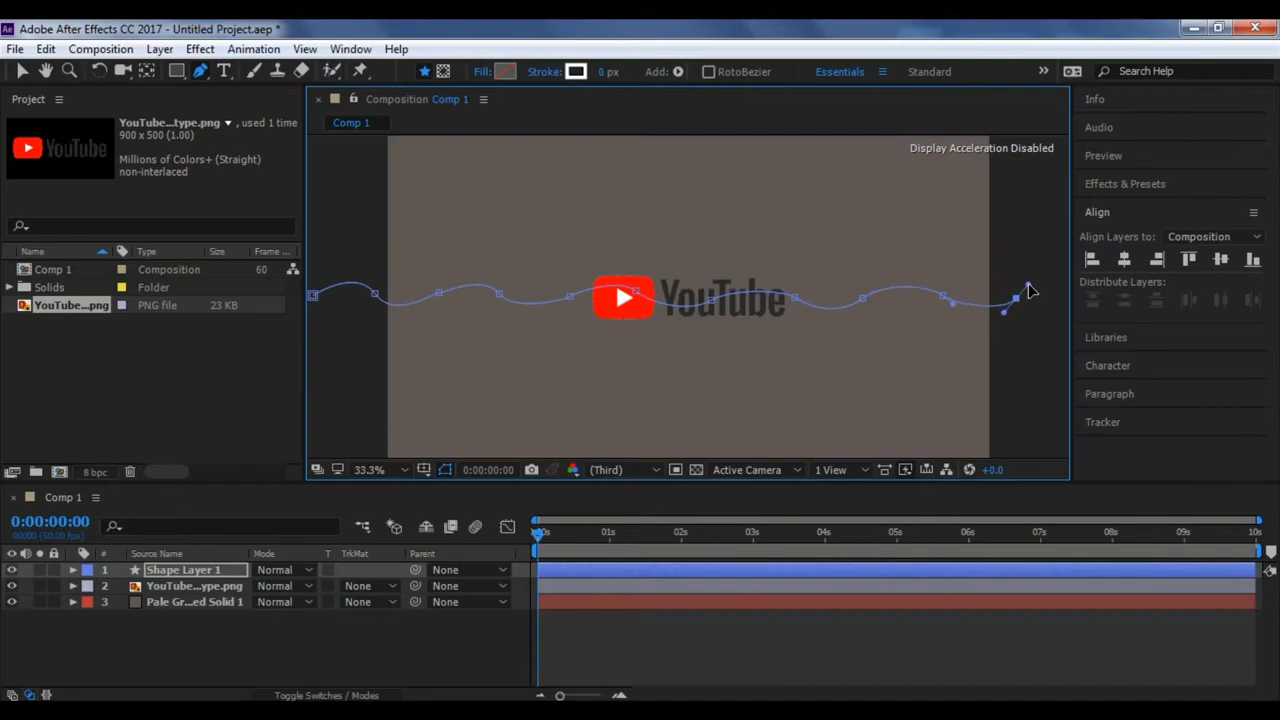 Ae Adobe After Effects CC 2017 - Untitled Project.aep *
File Edit Composition Layer Effect Animation View Window Help
T Fill: Stroke: 0 px Add: RotoBezier Essentials Standard Search Help
Project
Composition Comp 1
Info
YouTube...type.png , used 1 time
900 x 500 (1.00)
Millions of Colors+ (Straight)
non-interlaced
YouTube
Comp 1
Display Acceleration Disabled
Audio
Preview
Effects & Presets
Align
Align Layers to: Composition
Distribute Layers:
Libraries
Character
Paragraph
Tracker
Name Type Size Frame ...
Comp 1 Composition 60
Solids Folder
YouTube...png PNG file 23 KB
YouTube
8 bpc
33.3% 0:00:00:00 (Third) Active Camera 1 View +0.0
Comp 1
0:00:00:00
00000 (60.00 fps)
00s 01s 02s 03s 04s 05s 06s 07s 08s 09s 10s
# Source Name Mode T TrkMat Parent
1 Shape Layer 1 Normal None
2 YouTube...ype.png Normal None None
3 Pale Gr...ed Solid 1 Normal None None
Toggle Switches / Modes